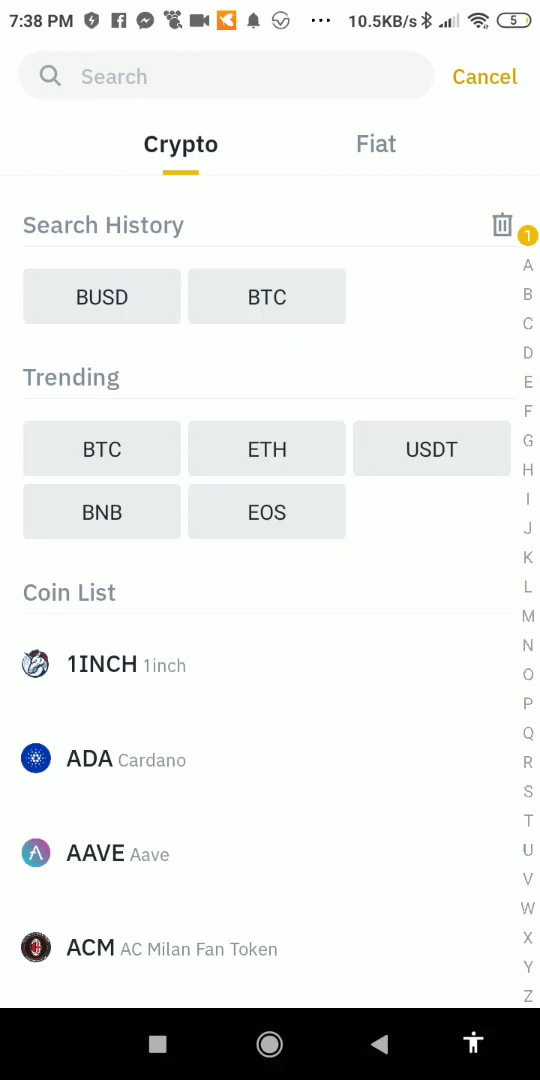 7:38 PM ... 10.5KB/s 5
Search Cancel
Crypto Fiat
Search History
1
BUSD BTC
Trending
BTC ETH USDT
BNB EOS
Coin List
1INCH 1inch
ADA Cardano
AAVE Aave
ACM AC Milan Fan Token
A
B
C
D
E
F
G
H
I
J
K
L
M
N
O
P
Q
R
S
T
U
V
W
X
Y
Z